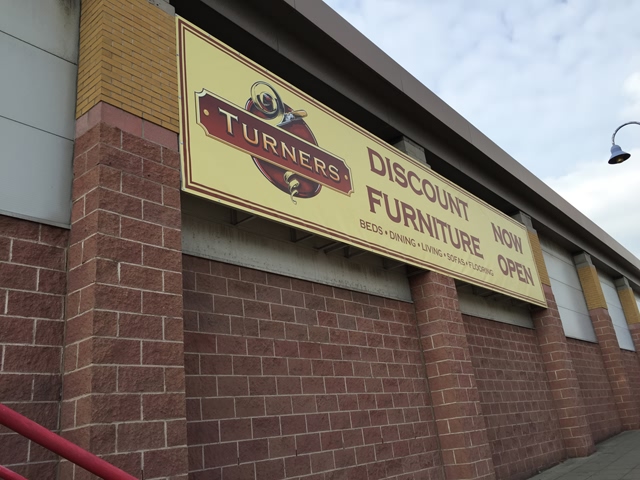 TURNERS
DISCOUNT
FURNITURE
BEDS • DINING • LIVING • SOFAS • FLOORING
NOW
OPEN